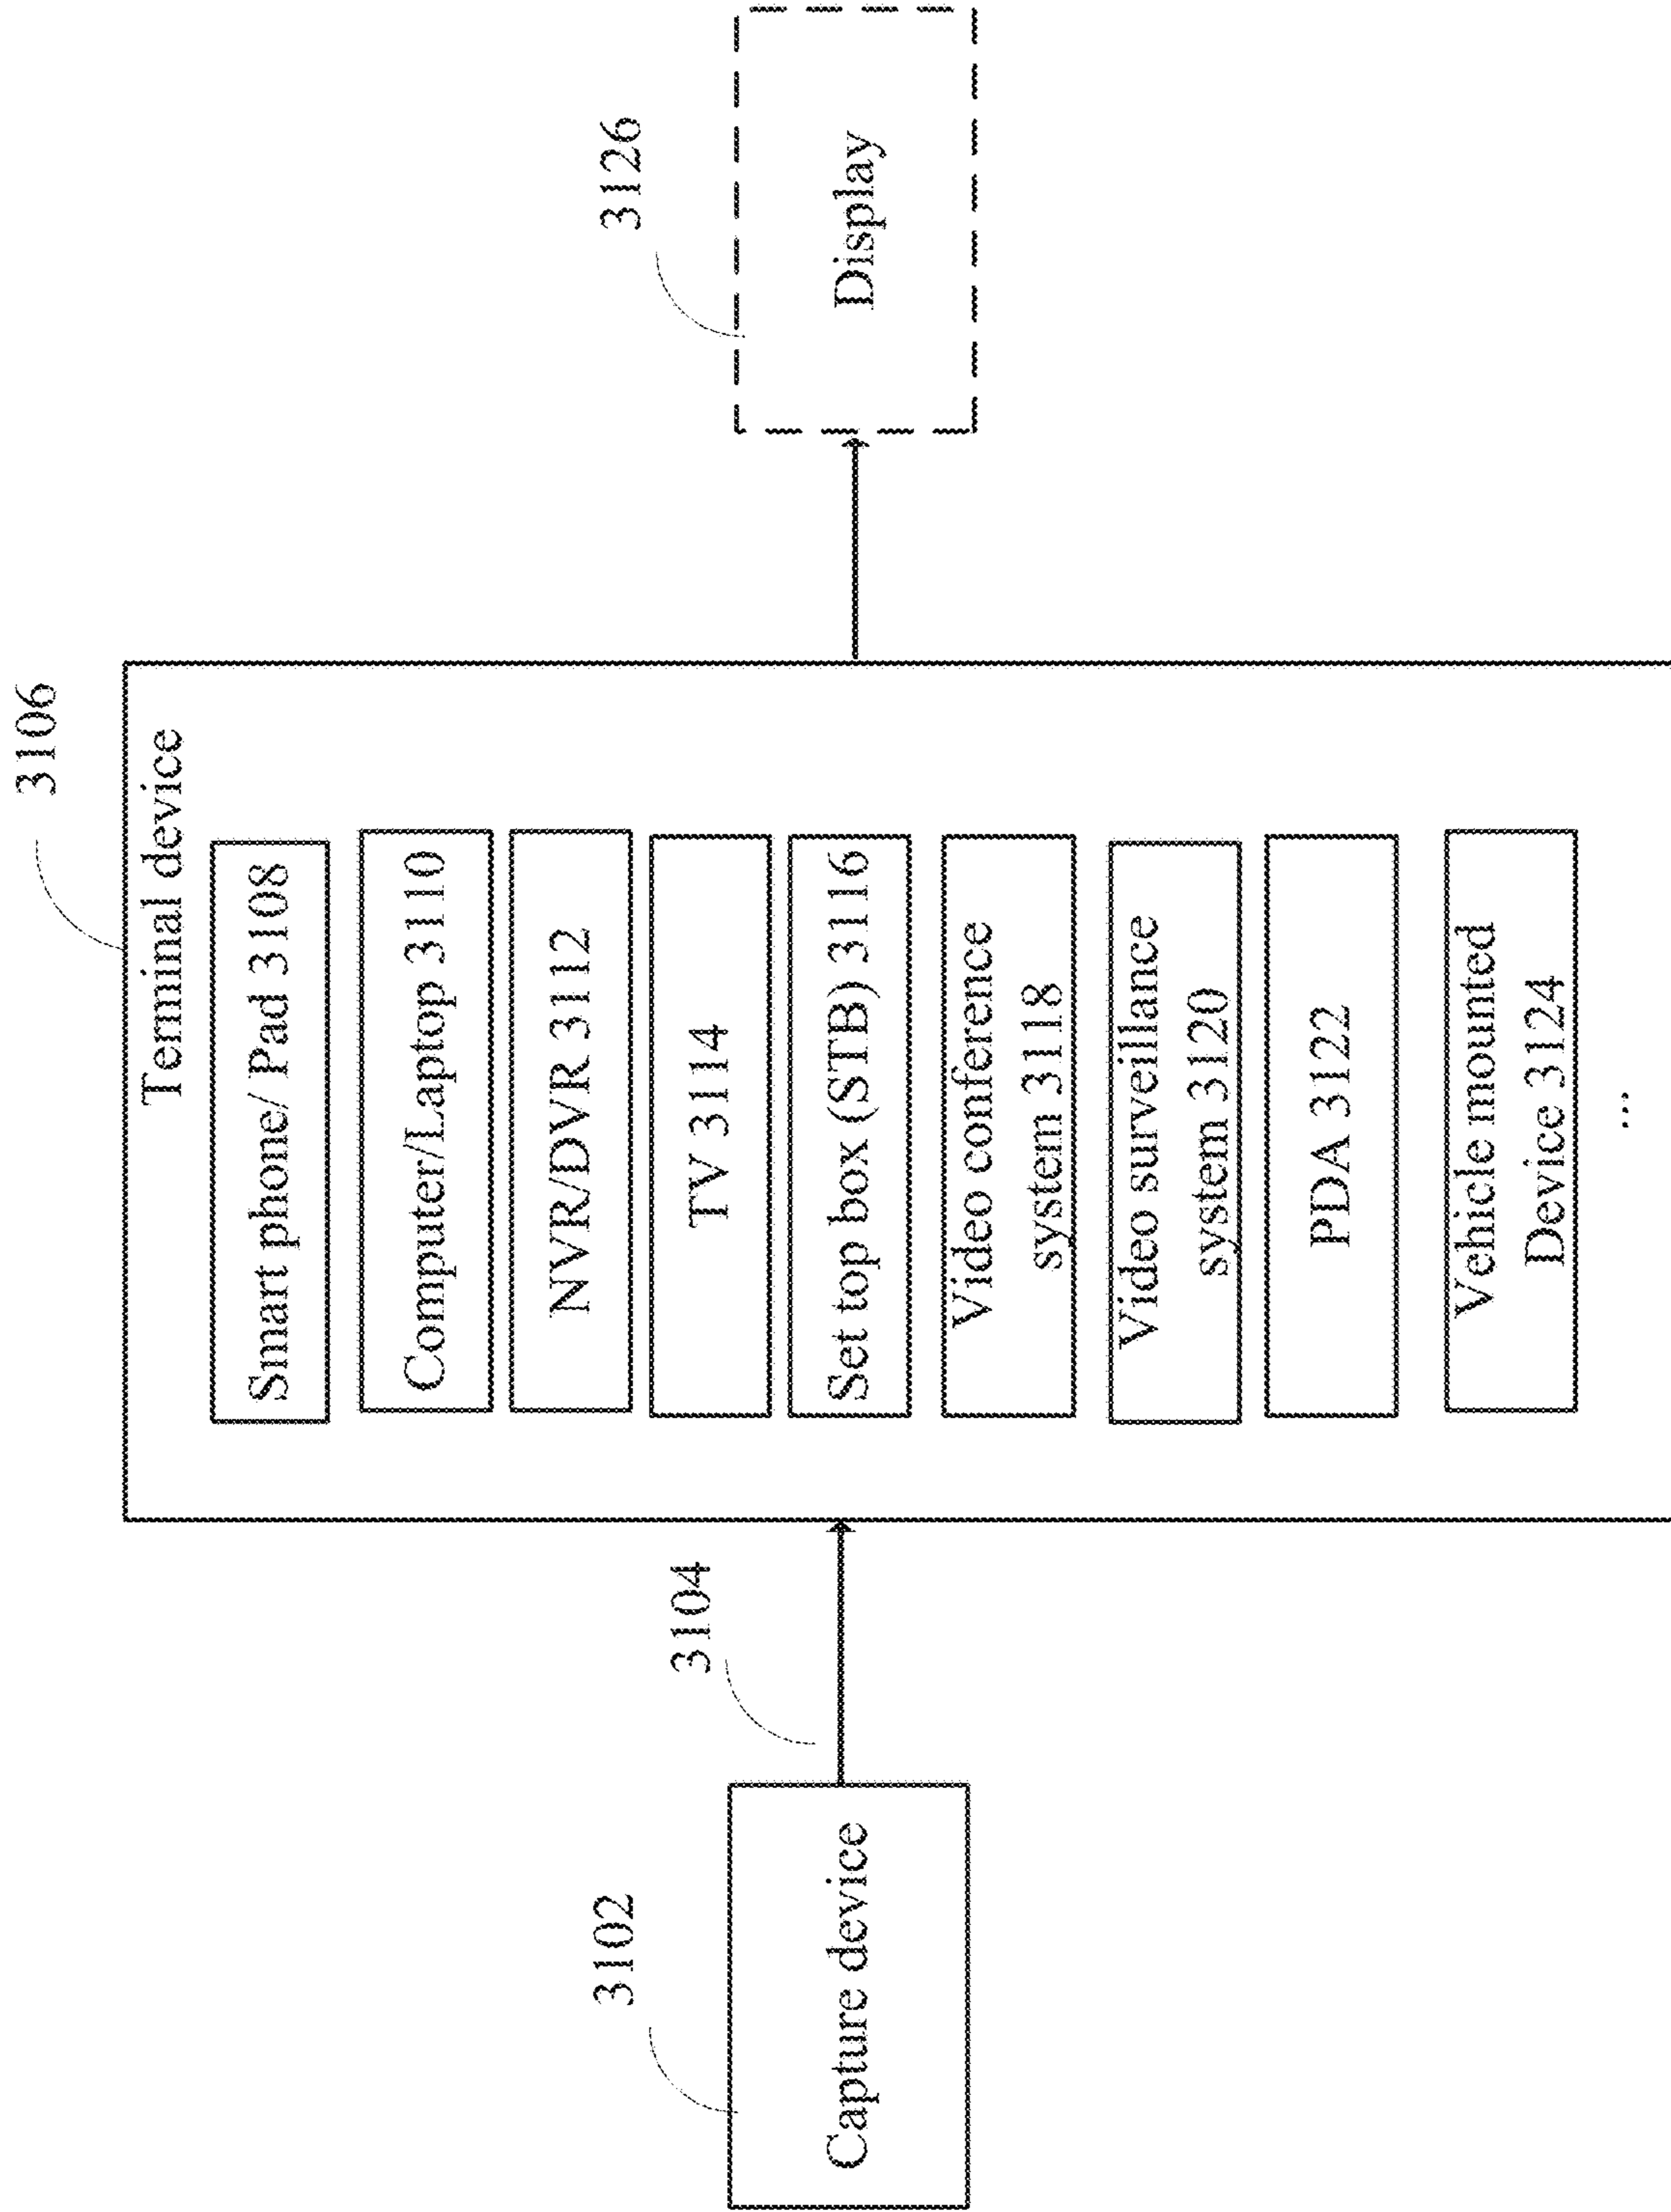 3102
Capture device
3104
3106
Terminal device
Smart phone/ Pad 3108
Computer/Laptop 3110
NVR/DVR 3112
TV 3114
Set top box (STB) 3116
Video conference
system 3118
Video surveillance
system 3120
PDA 3122
Vehicle mounted
Device 3124
...
3126
Display